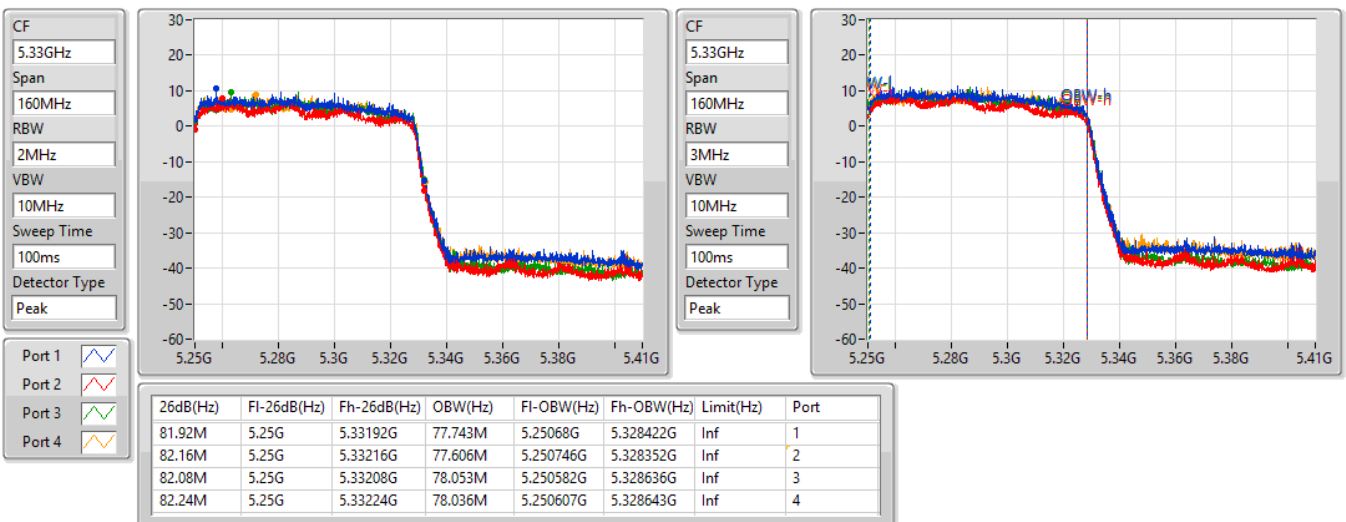 CF
5.33GHz
Span
160MHz
RBW
2MHz
VBW
10MHz
Sweep Time
100ms
Detector Type
Peak
30
20
10
0
-10
-20
-30
-40
-50
-60
5.25G 5.28G 5.3G 5.32G 5.34G 5.36G 5.38G 5.41G
CF
5.33GHz
Span
160MHz
RBW
3MHz
VBW
10MHz
Sweep Time
100ms
Detector Type
Peak
30
20
10
0
-10
-20
-30
-40
-50
-60
W-l
OBW-h
5.25G 5.28G 5.3G 5.32G 5.34G 5.36G 5.38G 5.41G
Port 1
Port 2
Port 3
Port 4
26dB(Hz) Fl-26dB(Hz) Fh-26dB(Hz) OBW(Hz) Fl-OBW(Hz) Fh-OBW(Hz) Limit(Hz) Port
81.92M 5.25G 5.33192G 77.743M 5.25068G 5.328422G Inf 1
82.16M 5.25G 5.33216G 77.606M 5.250746G 5.328352G Inf 2
82.08M 5.25G 5.33208G 78.053M 5.250582G 5.328636G Inf 3
82.24M 5.25G 5.33224G 78.036M 5.250607G 5.328643G Inf 4